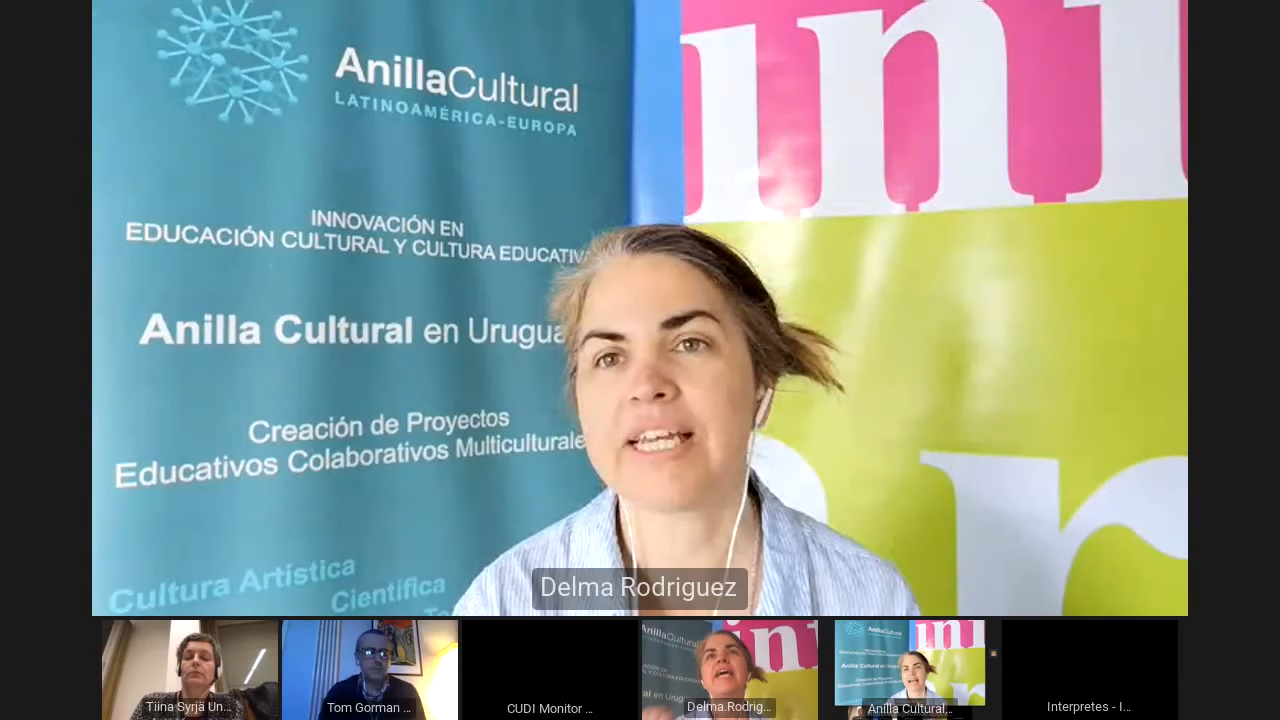 AnillaCultural
LATINOAMÉRICA-EUROPA
ini
INNOVACIÓN EN
EDUCACIÓN CULTURAL Y CULTURA EDUCATIV
Anilla Cultural en Urugua
Creación de Proyectos
Educativos Colaborativos Multiculturale
Cultura Artística
Científica
Delma Rodriguez
Tiina Syrjä Un...
Tom Gorman ...
CUDI Monitor ...
Delma Rodrig...
Anilla Cultural...
Interpretes - I...